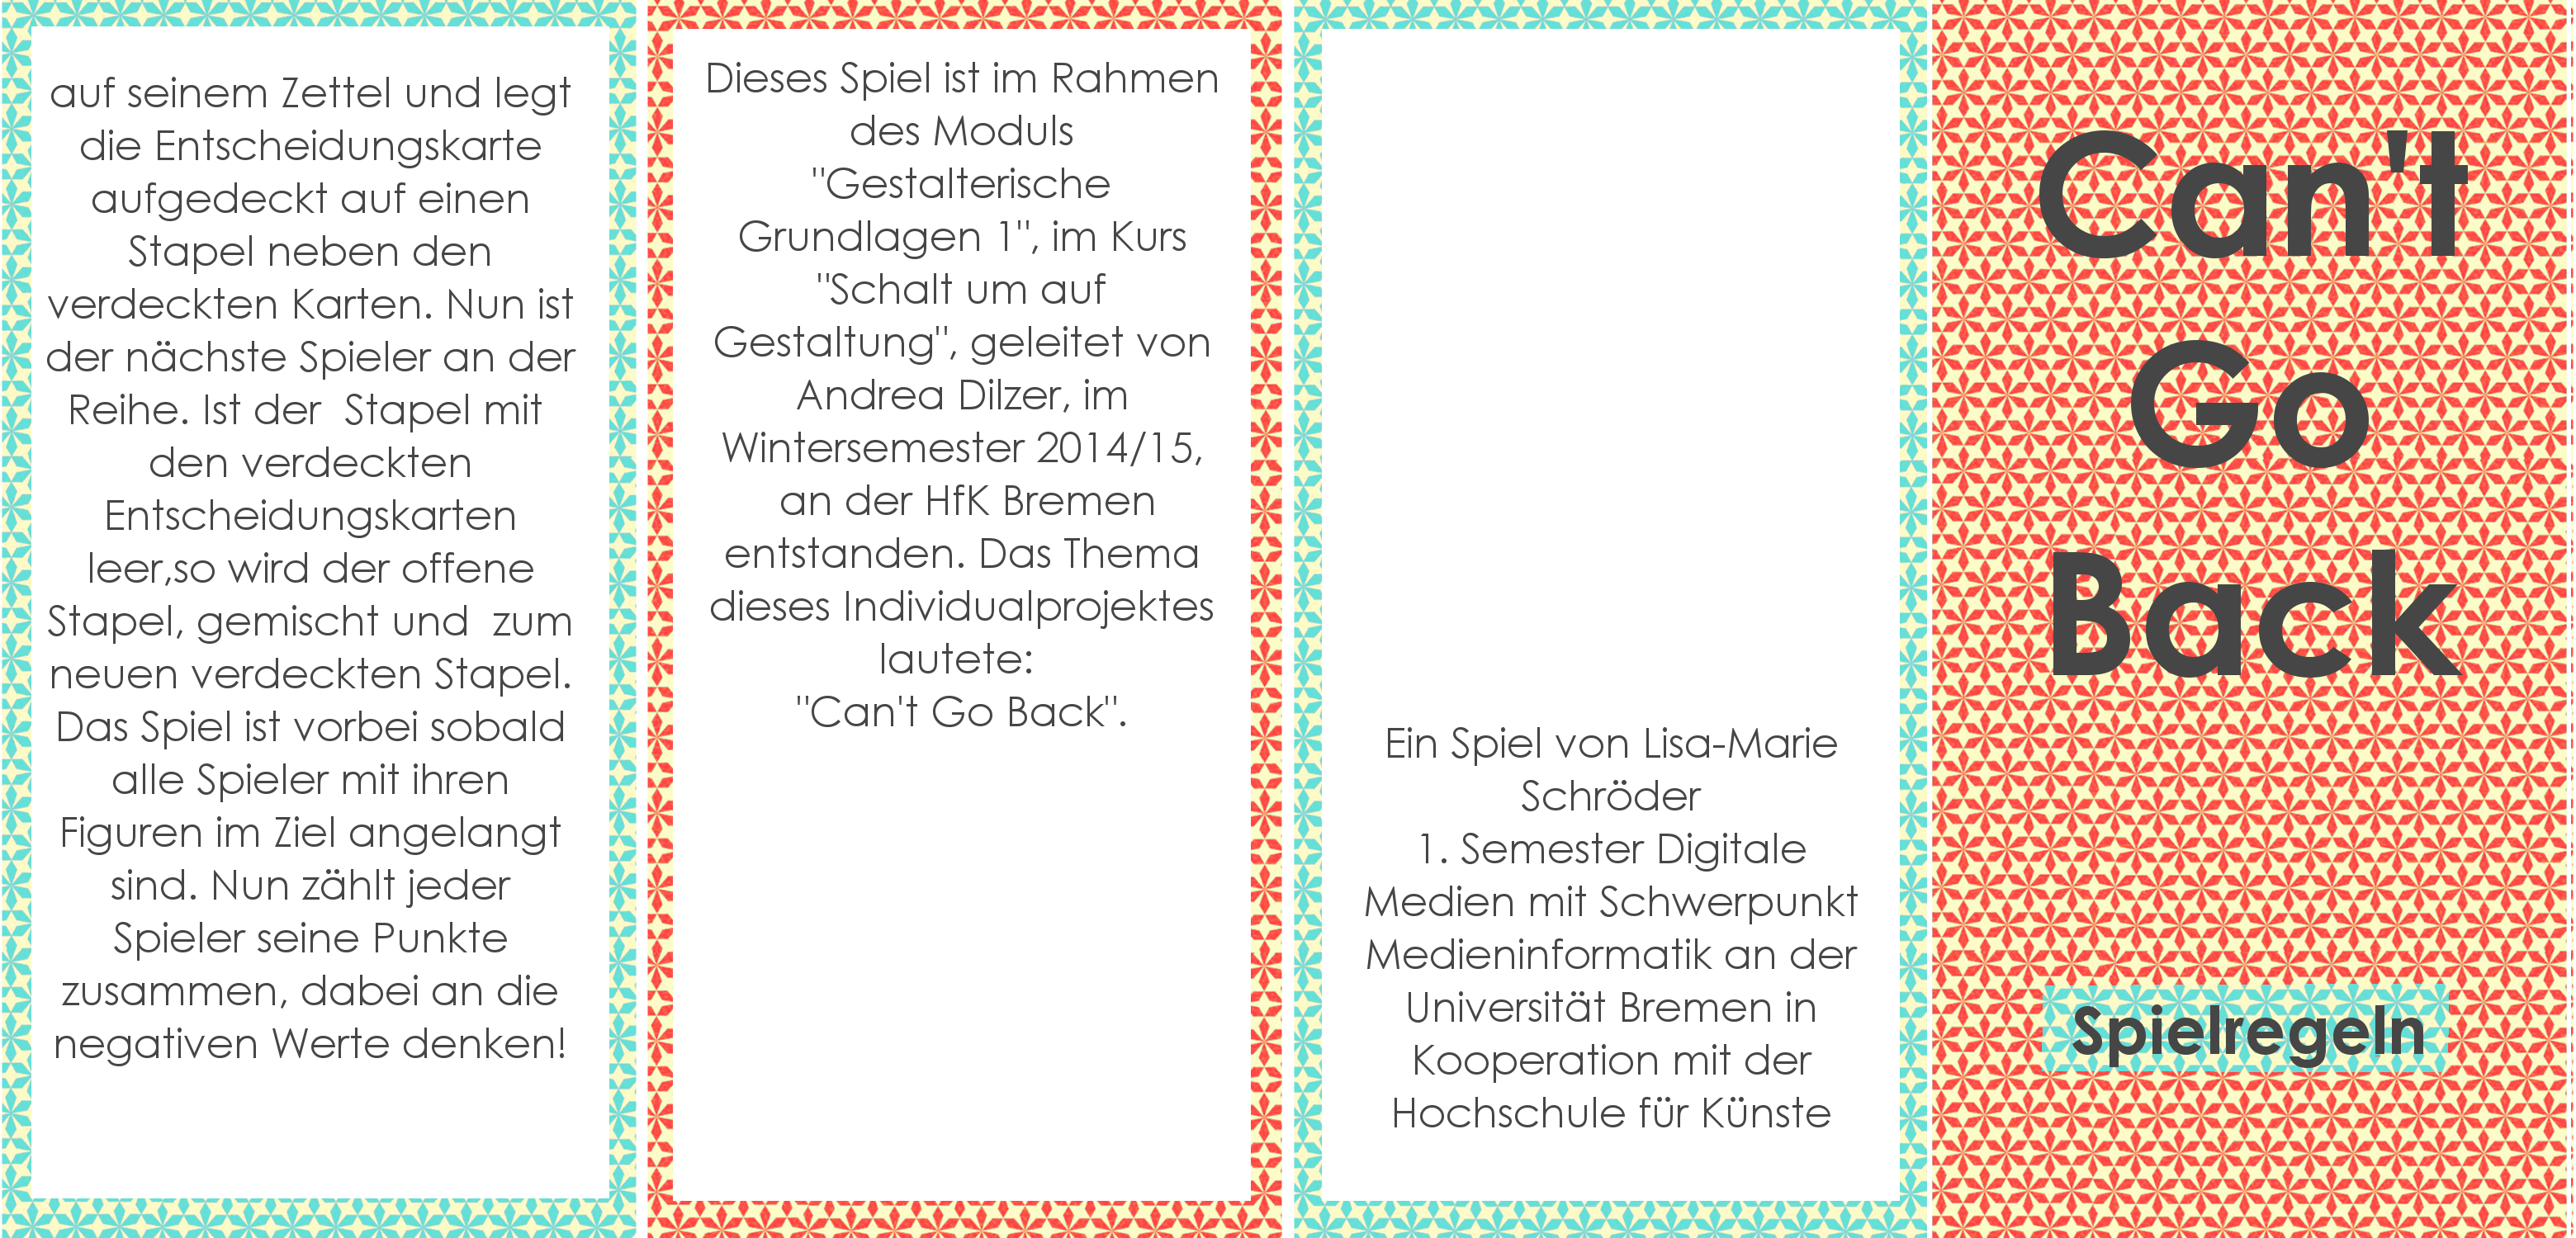 auf seinem Zettel und legt
die Entscheidungskarte
aufgedeckt auf einen
Stapel neben den
verdeckten Karten. Nun ist
der nächste Spieler an der
Reihe. Ist der  Stapel mit
den verdeckten
Entscheidungskarten
leer,so wird der offene
Stapel, gemischt und  zum
neuen verdeckten Stapel.
Das Spiel ist vorbei sobald
alle Spieler mit ihren
Figuren im Ziel angelangt
sind. Nun zählt jeder
Spieler seine Punkte
zusammen, dabei an die
negativen Werte denken!
Dieses Spiel ist im Rahmen
des Moduls
"Gestalterische
Grundlagen 1", im Kurs
"Schalt um auf
Gestaltung", geleitet von
Andrea Dilzer, im
Wintersemester 2014/15,
an der HfK Bremen
entstanden. Das Thema
dieses Individualprojektes
lautete:
"Can't Go Back".
Ein Spiel von Lisa-Marie
Schröder
1. Semester Digitale
Medien mit Schwerpunkt
Medieninformatik an der
Universität Bremen in
Kooperation mit der
Hochschule für Künste
Can't
Go
Back
Spielregeln